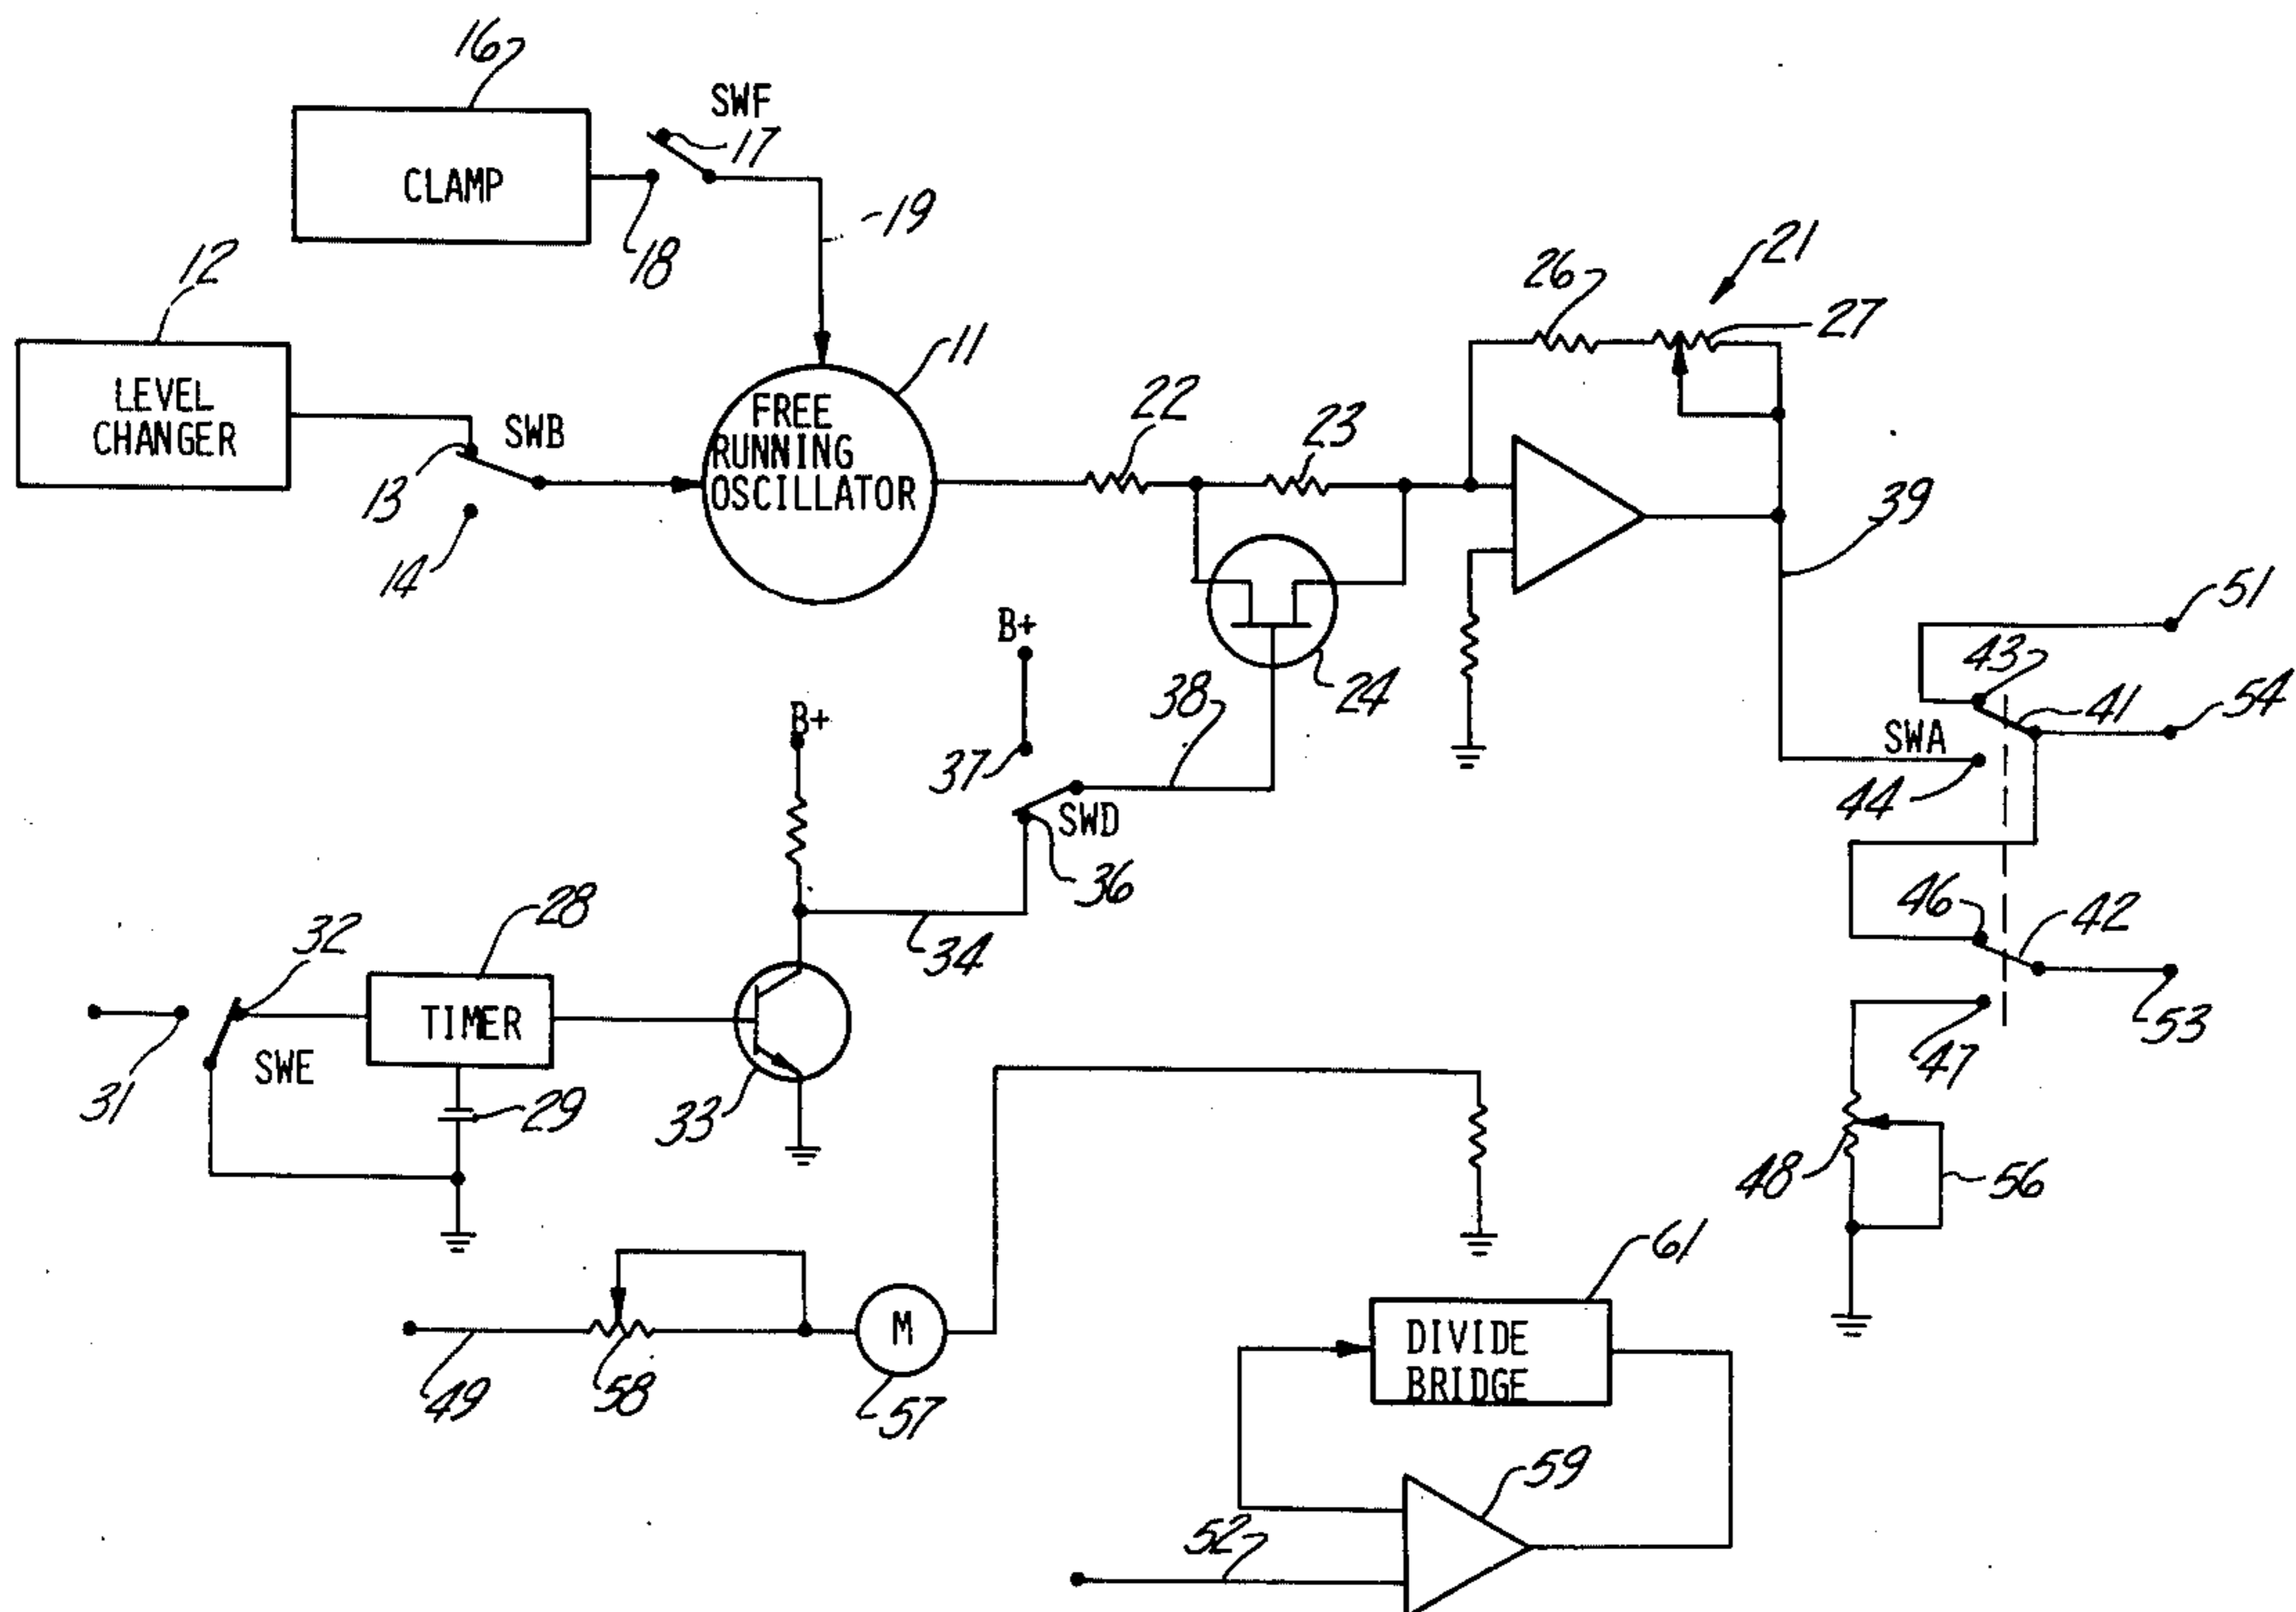 16
SWF
17
CLAMP
18
19
12
LEVEL
CHANGER
SWB
13
14
11
FREE
RUNNING
OSCILLATOR
22
23
26
21
27
39
24
B+
38
37
SWD
36
B+
34
51
43
41
54
SWA
44
46
42
53
47
48
56
32
28
TIMER
31
SWE
29
33
61
DIVIDE
BRIDGE
M
49
58
57
59
52